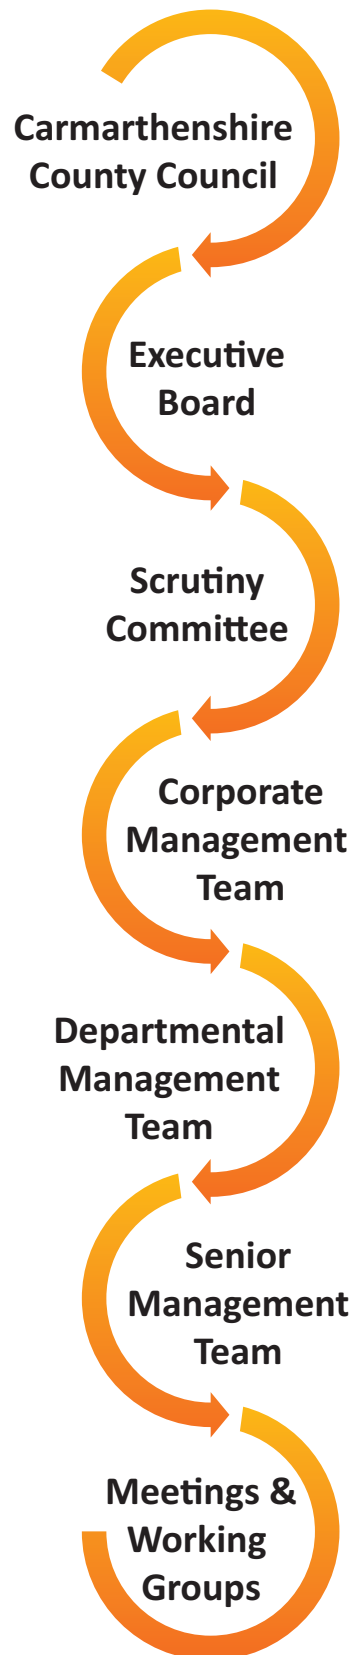 Carmarthenshire
County Council
Executive
Board
Scrutiny
Committee
Corporate
Management
Team
Departmental
Management
Team
Senior
Management
Team
Meetings &
Working
Groups